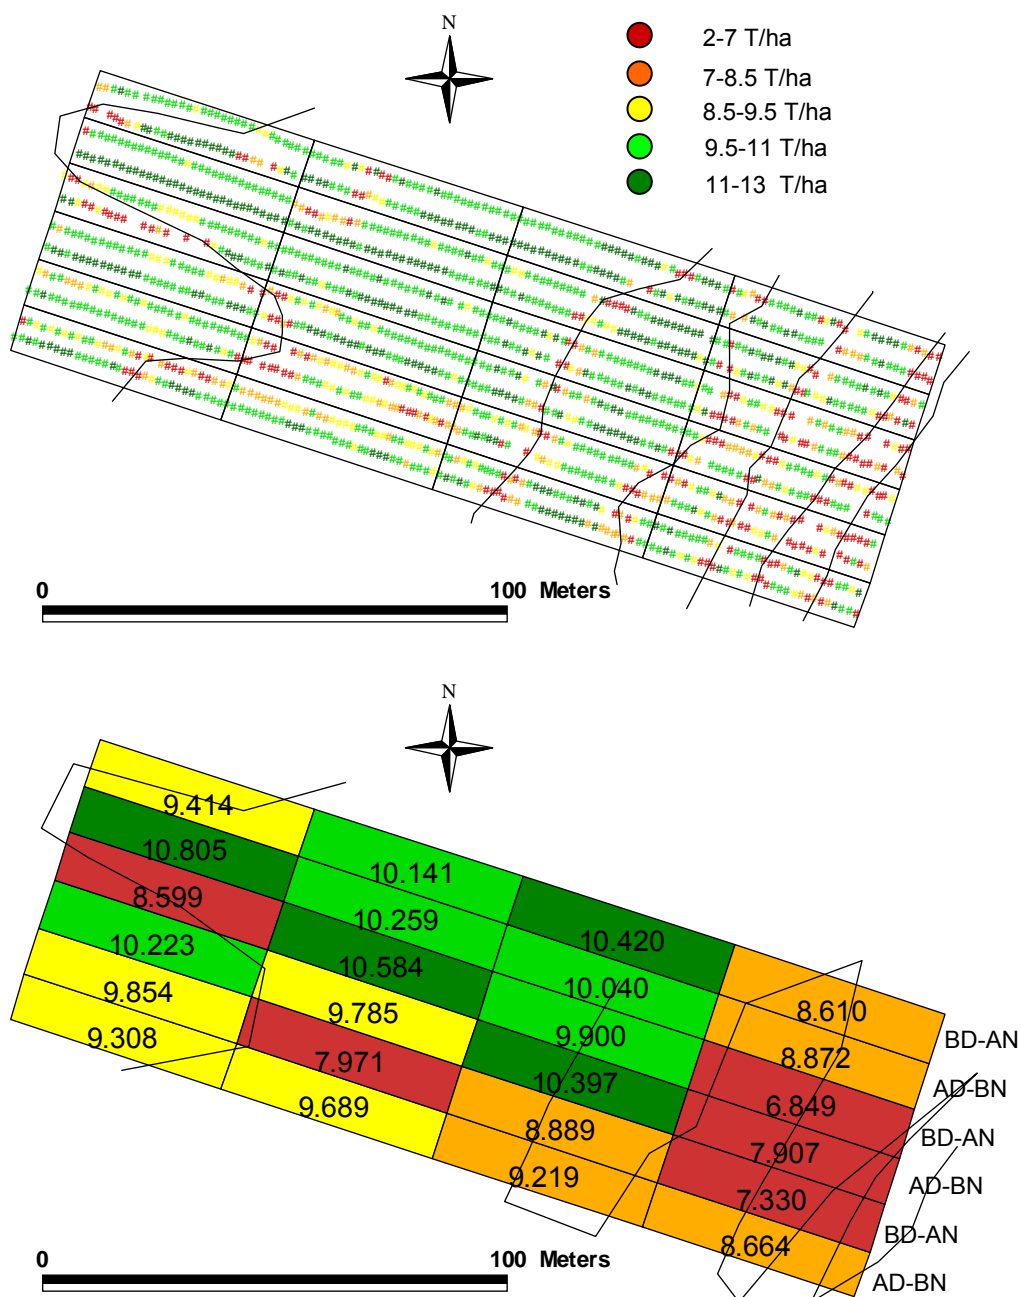 N
2-7 T/ha
7-8.5 T/ha
8.5-9.5 T/ha
9.5-11 T/ha
11-13 T/ha
0 100 Meters
N
9.414
10.805
10.141
8.599
10.259
10.420
10.223
10.584
10.040
8.610
9.854
9.785
9.900
8.872
BD-AN
9.308
7.971
10.397
6.849
AD-BN
9.689
8.889
7.907
BD-AN
9.219
7.330
AD-BN
8.664
BD-AN
AD-BN
0 100 Meters